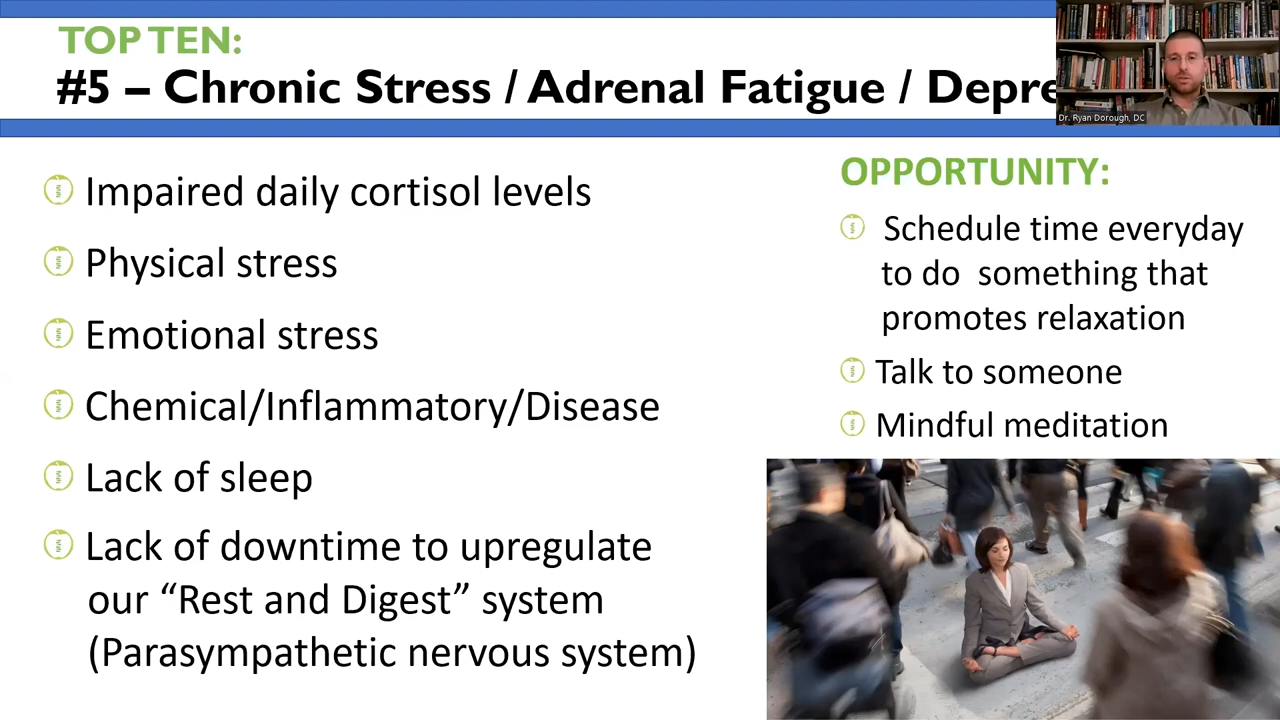 TOP TEN:
#5 – Chronic Stress / Adrenal Fatigue / Depre
Dr. Ryan Dorough, DC
Impaired daily cortisol levels
Physical stress
Emotional stress
Chemical/Inflammatory/Disease
Lack of sleep
Lack of downtime to upregulate
our “Rest and Digest” system
(Parasympathetic nervous system)
OPPORTUNITY:
Schedule time everyday
to do  something that
promotes relaxation
Talk to someone
Mindful meditation